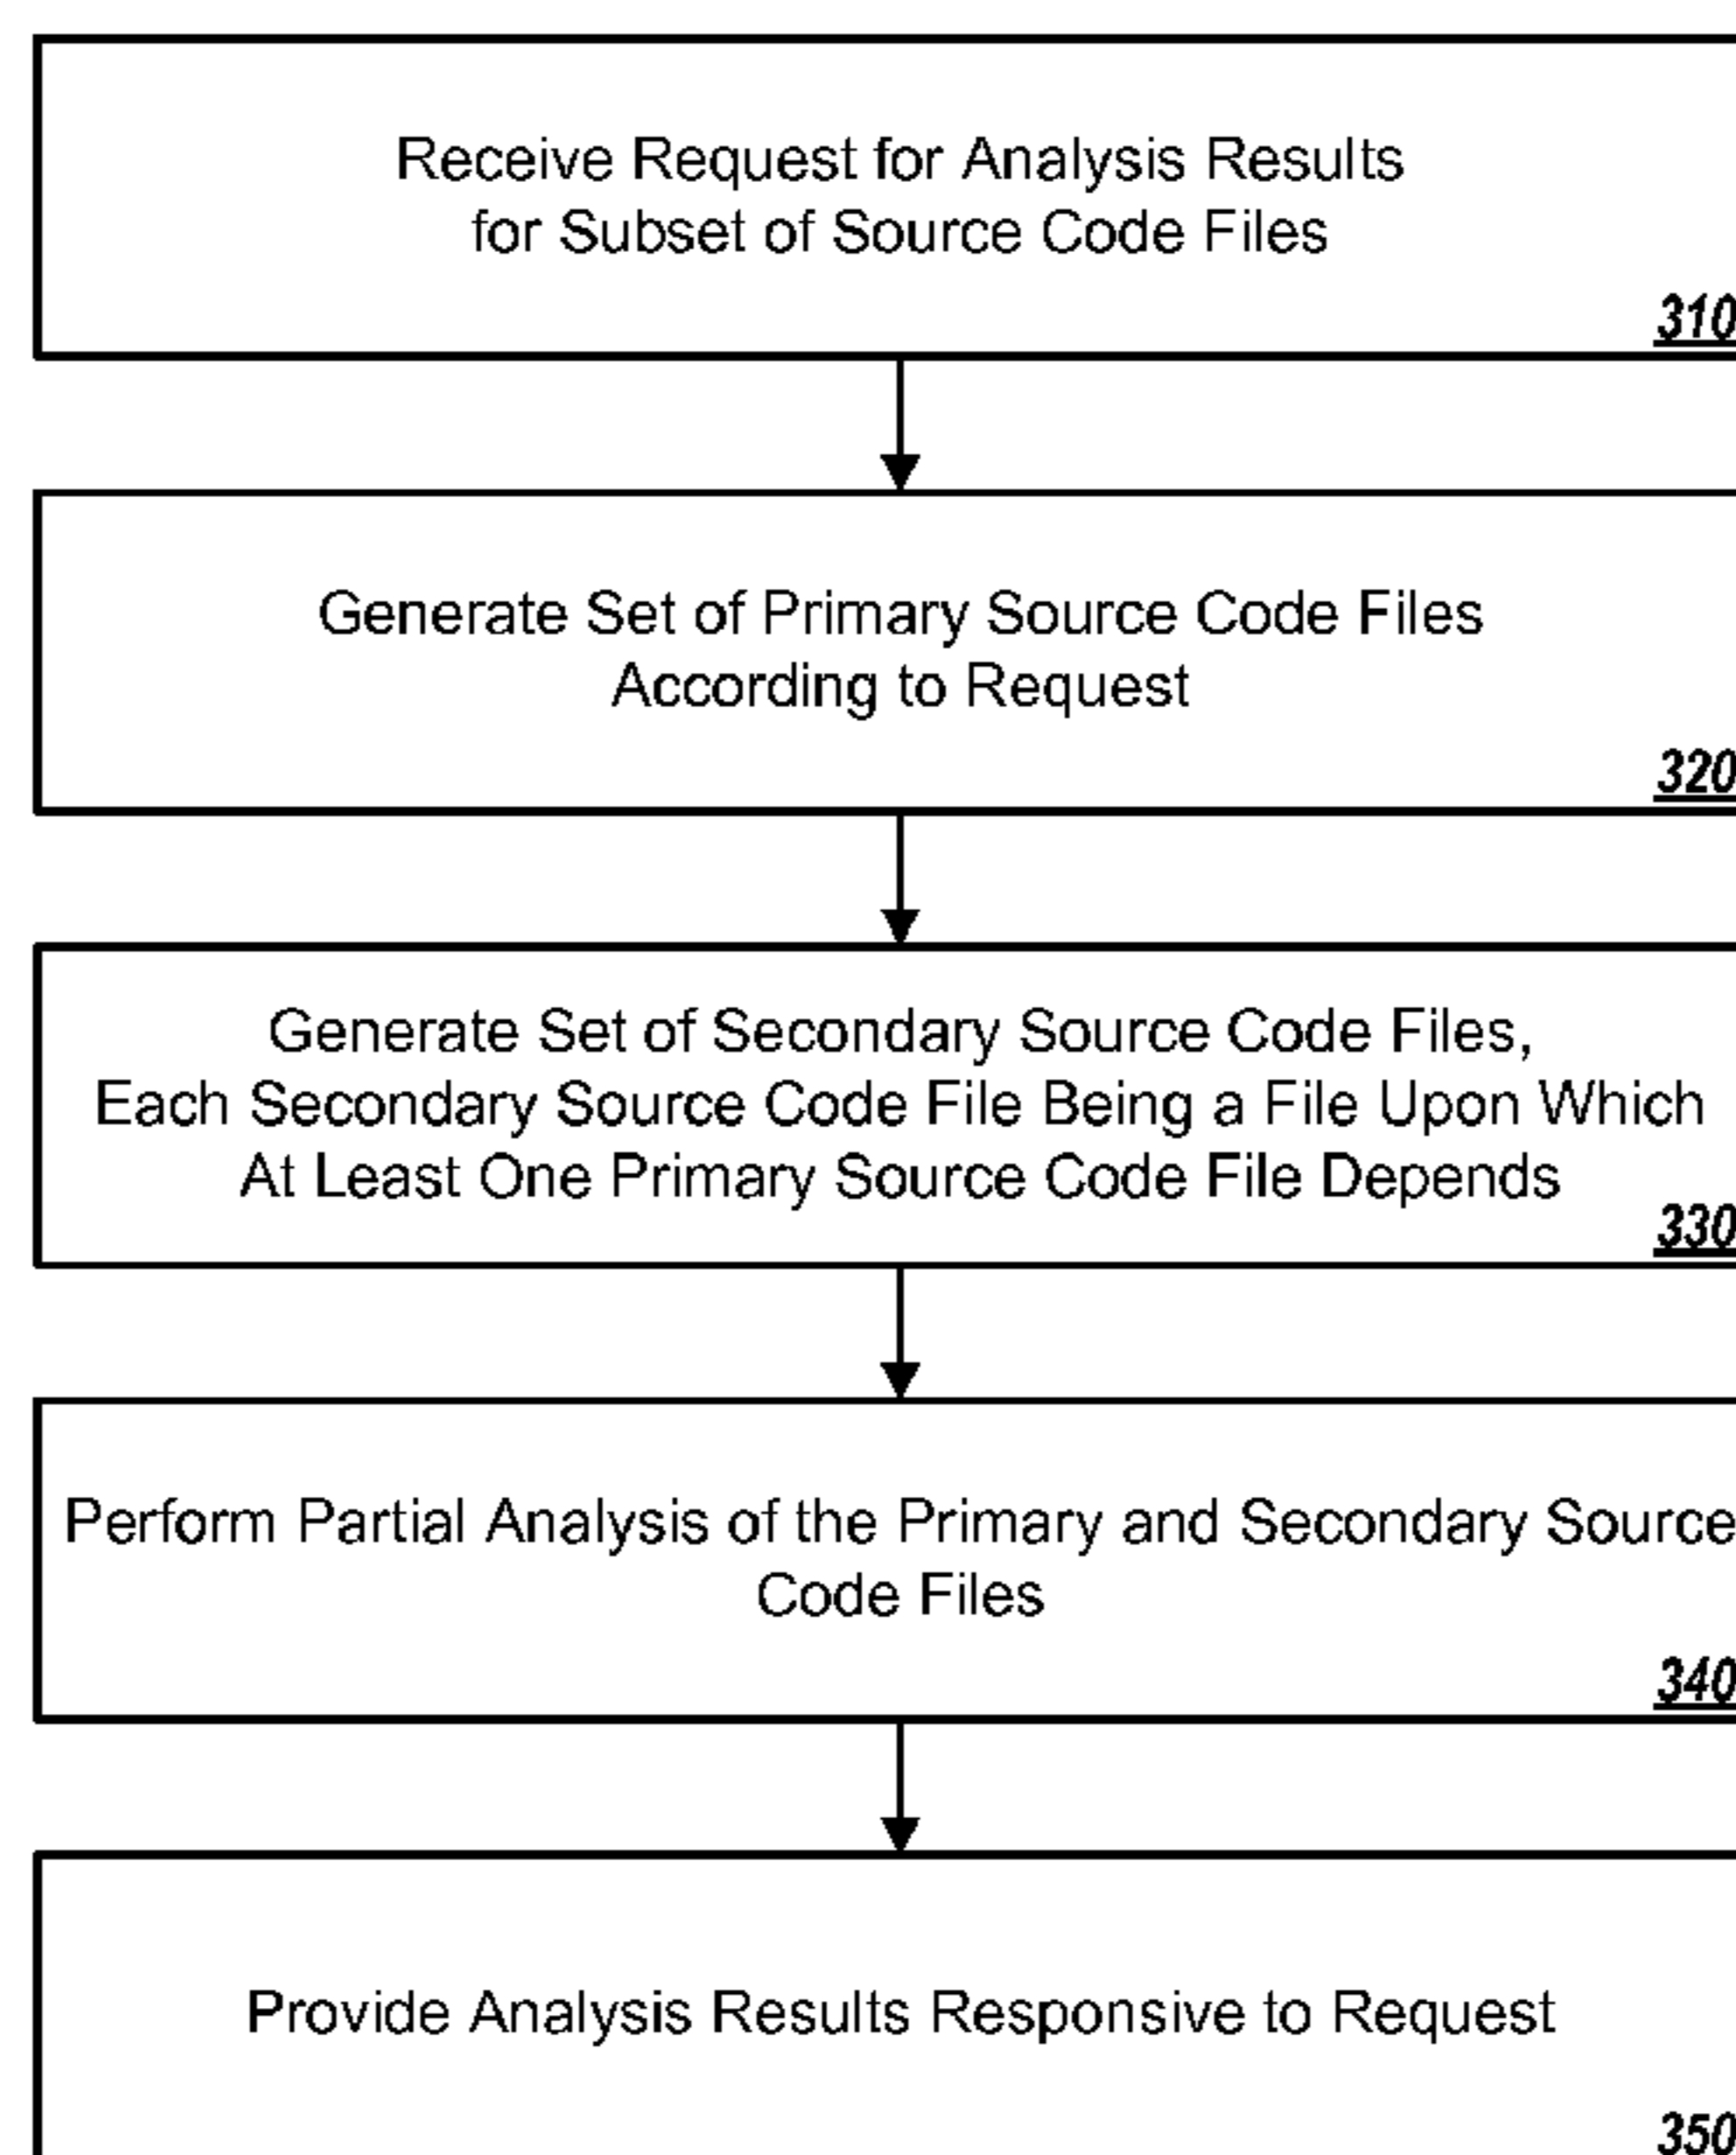 Receive Request for Analysis Results
for Subset of Source Code Files
310
Generate Set of Primary Source Code Files
According to Request
320
Generate Set of Secondary Source Code Files,
Each Secondary Source Code File Being a File Upon Which
At Least One Primary Source Code File Depends
330
Perform Partial Analysis of the Primary and Secondary Source
Code Files
340
Provide Analysis Results Responsive to Request
350